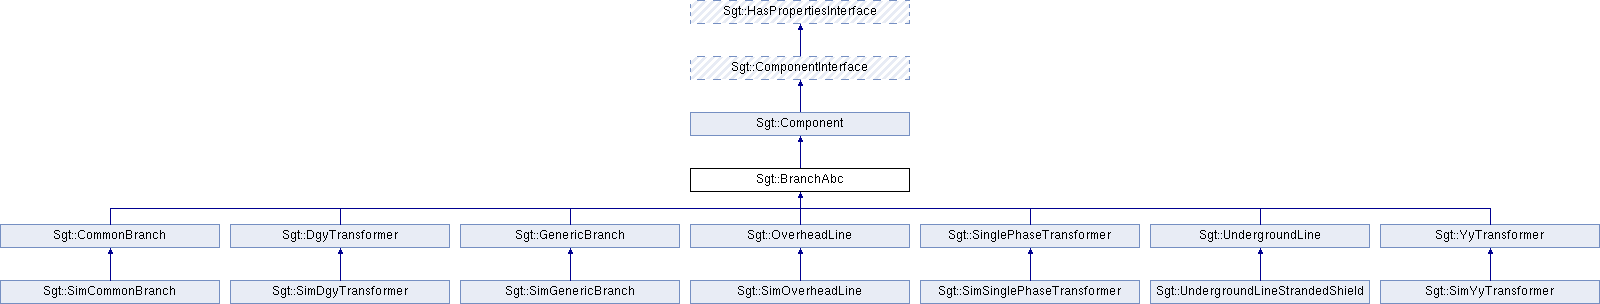 Sgt::HasPropertiesInterface
Sgt::ComponentInterface
Sgt::Component
Sgt::BranchAbc
Sgt::CommonBranch
Sgt::DgyTransformer
Sgt::GenericBranch
Sgt::OverheadLine
Sgt::SinglePhaseTransformer
Sgt::UndergroundLine
Sgt::YyTransformer
Sgt::SimCommonBranch
Sgt::SimDgyTransformer
Sgt::SimGenericBranch
Sgt::SimOverheadLine
Sgt::SimSinglePhaseTransformer
Sgt::UndergroundLineStrandedShield
Sgt::SimYyTransformer